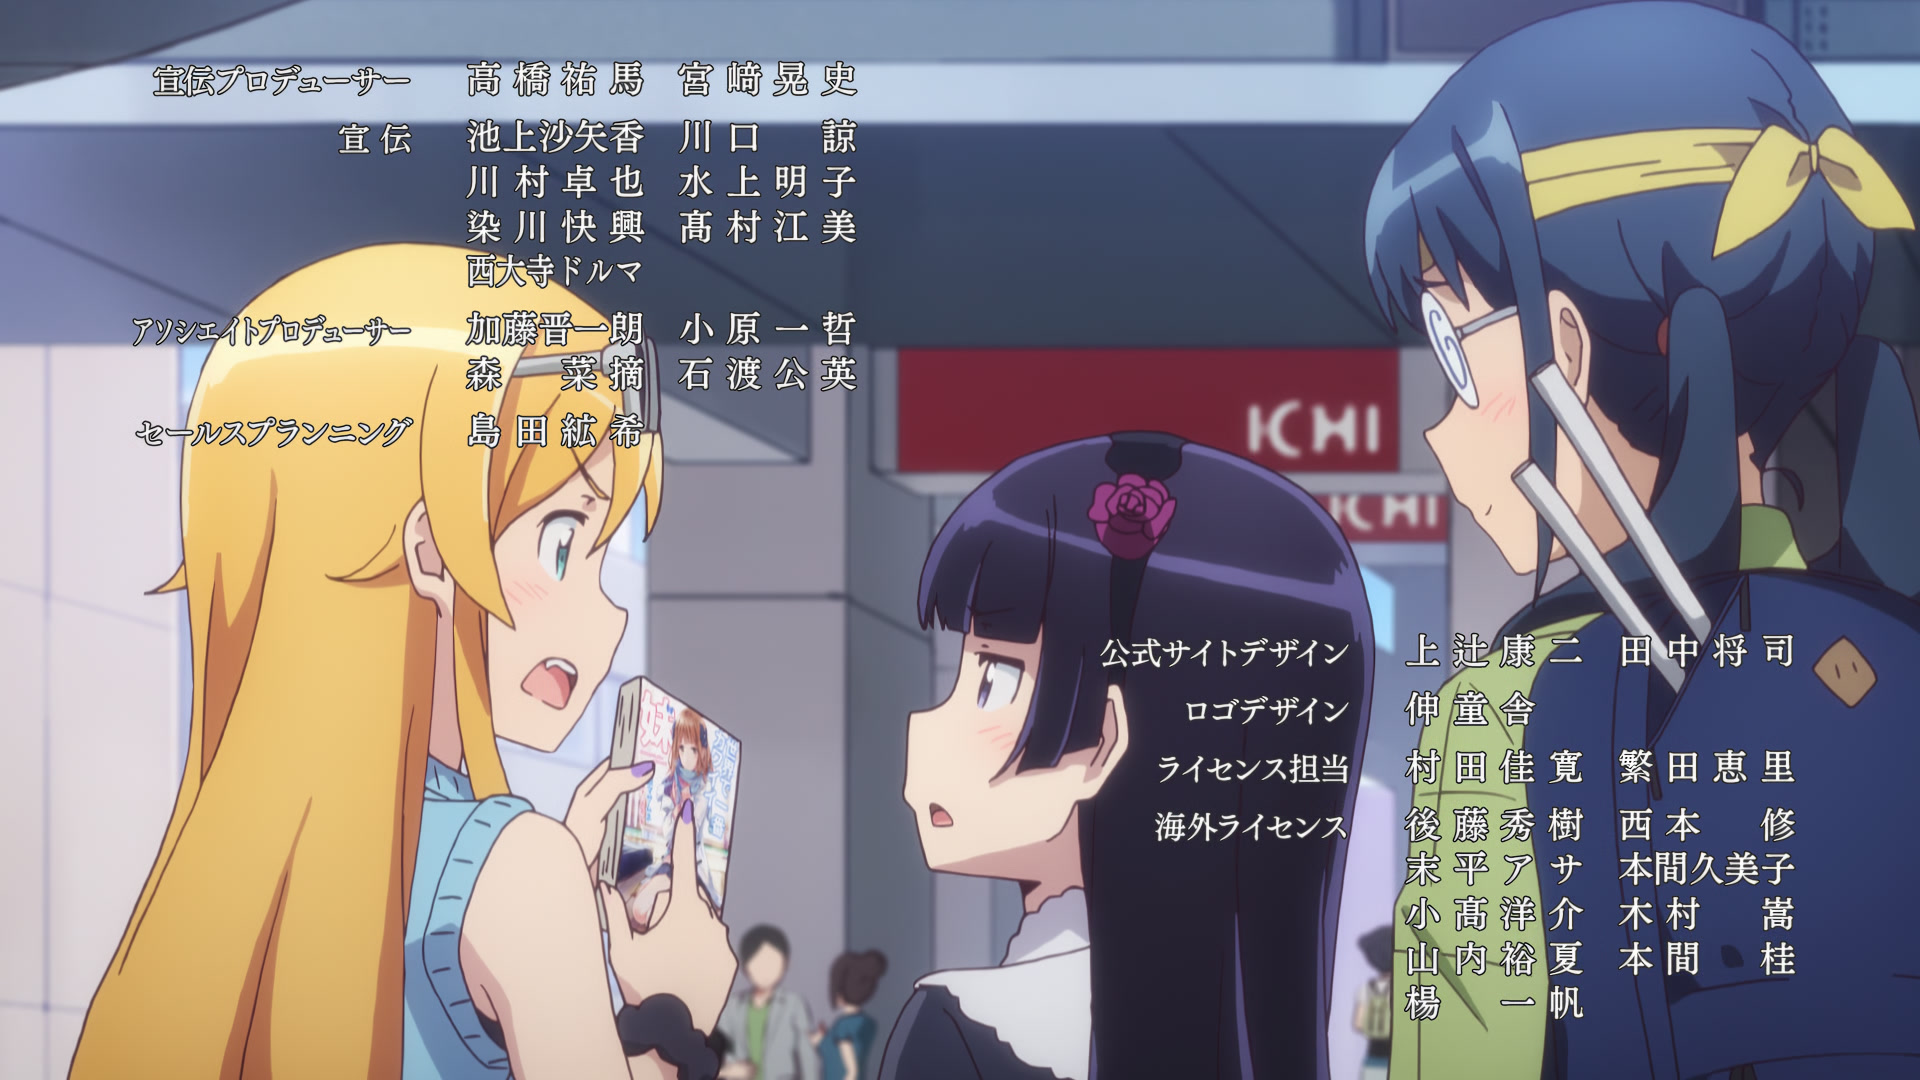 宣伝プロデューサー 高橋祐馬 宮﨑晃史
宣伝 池上沙矢香 川口諒
川村卓也 水上明子
染川快興 髙村江美
西大寺ドルマ
アソシエイトプロデューサー 加藤晋一朗 小原一哲
森菜摘 石渡公英
セールスプランニング 島田紘希
ICHI
ICHI
妹
公式サイトデザイン 上辻康二 田中将司
ロゴデザイン 伸童舎
ライセンス担当 村田佳寛 繁田恵里
海外ライセンス 後藤秀樹 西本修
末平アサ 本間久美子
小髙洋介 木村嵩
山内裕夏 本間桂
楊一帆